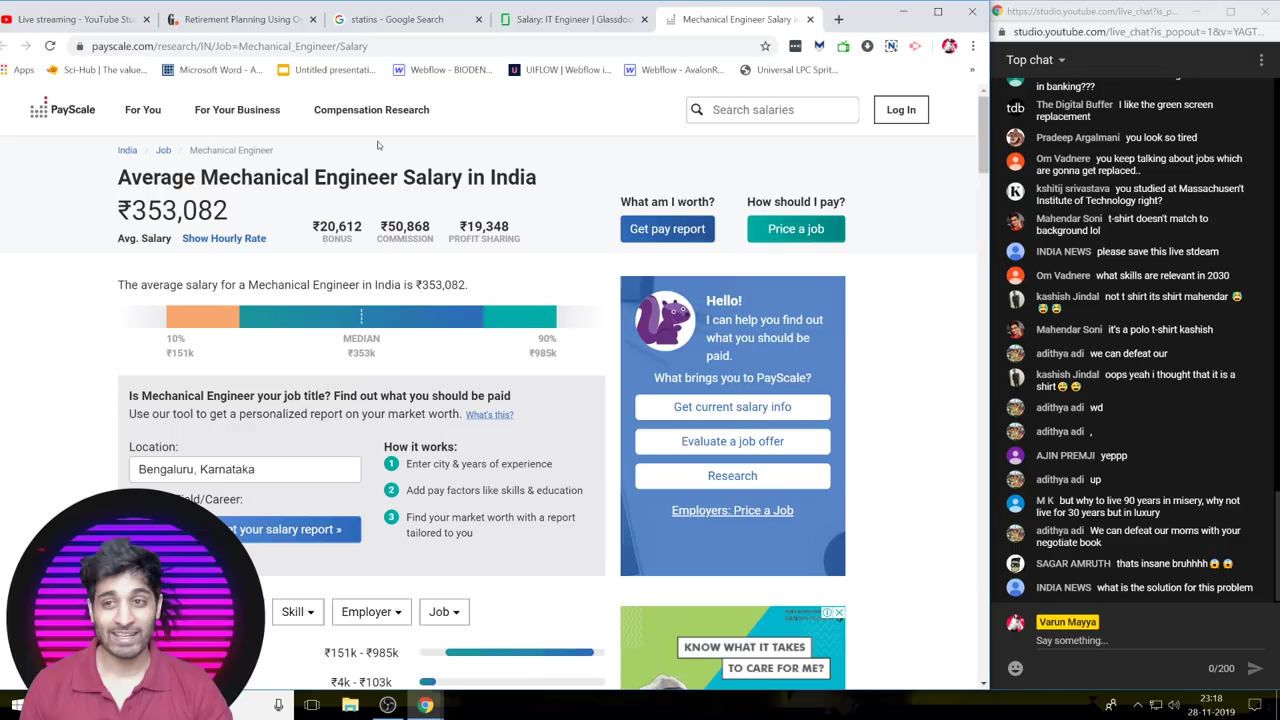 Live streaming - YouTube Stu
Retirement Planning Using
statins - Google Search
Salary: IT Engineer | Glassdo
Mechanical Engineer Salary in
payscale.com/research/IN/Job=Mechanical_Engineer/Salary
Apps
Sci-Hub | The value...
Microsoft Word - A...
Untitled presentati...
Webflow - BIODEN...
UIFLOW | Webflow i...
Webflow - AvalonR...
Universal LPC Sprit...
»
PayScale
For You
For Your Business
Compensation Research
Search salaries
Log In
India / Job / Mechanical Engineer
Average Mechanical Engineer Salary in India
₹353,082
Avg. Salary
Show Hourly Rate
₹20,612
BONUS
₹50,868
COMMISSION
₹19,348
PROFIT SHARING
What am I worth?
Get pay report
How should I pay?
Price a job
The average salary for a Mechanical Engineer in India is ₹353,082.
10%
₹151k
MEDIAN
₹353k
90%
₹985k
Is Mechanical Engineer your job title? Find out what you should be paid
Use our tool to get a personalized report on your market worth. What's this?
Location:
Bengaluru, Karnataka
eld/Career:
t your salary report »
How it works:
1 Enter city & years of experience
2 Add pay factors like skills & education
3 Find your market worth with a report
tailored to you
Hello!
I can help you find out
what you should be
paid.
What brings you to PayScale?
Get current salary info
Evaluate a job offer
Research
Employers: Price a Job
Skill
Employer
Job
₹151k - ₹985k
₹4k - ₹103k
KNOW WHAT IT TAKES
TO CARE FOR ME?
https://studio.youtube.com/live_chat?is_p...
studio.youtube.com/live_chat?is_popout=1&v=YAGT...
Top chat
in banking???
tdb
The Digital Buffer I like the green screen
replacement
Pradeep Argalmani you look so tired
Om Vadnere you keep talking about jobs which
are gonna get replaced..
K
kshitij srivastava you studied at Massachusen't
Institute of Technology right?
Mahendar Soni t-shirt doesn't match to
background lol
INDIA NEWS please save this live stdeam
Om Vadnere what skills are relevant in 2030
kashish Jindal not t shirt its shirt mahendar 😭
😭😭
Mahendar Soni it's a polo t-shirt kashish
adithya adi we can defeat our
kashish Jindal oops yeah i thought that it is a
shirt😅😅
adithya adi wd
adithya adi ,
AJIN PREMJI yeppp
adithya adi up
M K but why to live 90 years in misery, why not
live for 30 years but in luxury
adithya adi We can defeat our moms with your
negotiate book
SAGAR AMRUTH thats insane bruhhhh😱😱
INDIA NEWS what is the solution for this problem
Varun Mayya
Say something...
0/200
23:18
28-11-2019